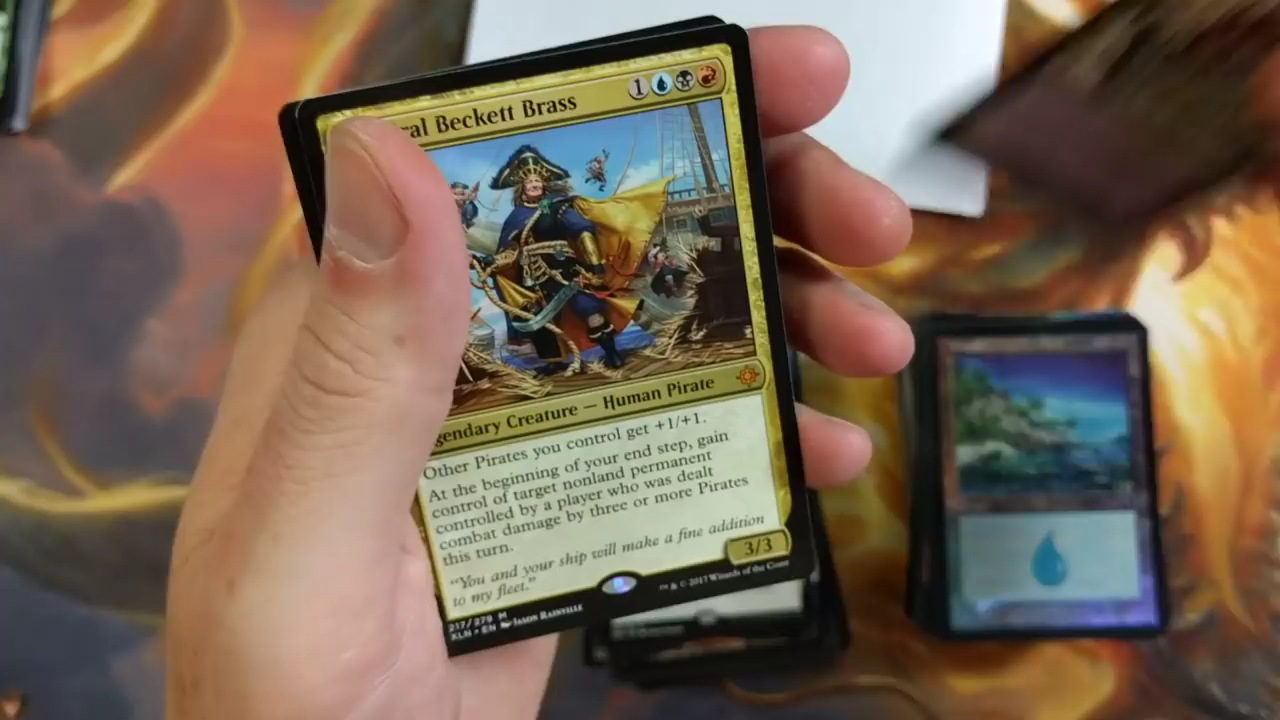 ral Beckett Brass 1
gendary Creature — Human Pirate
Other Pirates you control get +1/+1.
At the beginning of your end step, gain
control of target nonland permanent
controlled by a player who was dealt
combat damage by three or more Pirates
this turn.
"You and your ship will make a fine addition
to my fleet."
3/3
217/279 M
XLN • EN JASON RAINVILLE
™ & © 2017 Wizards of the Coast